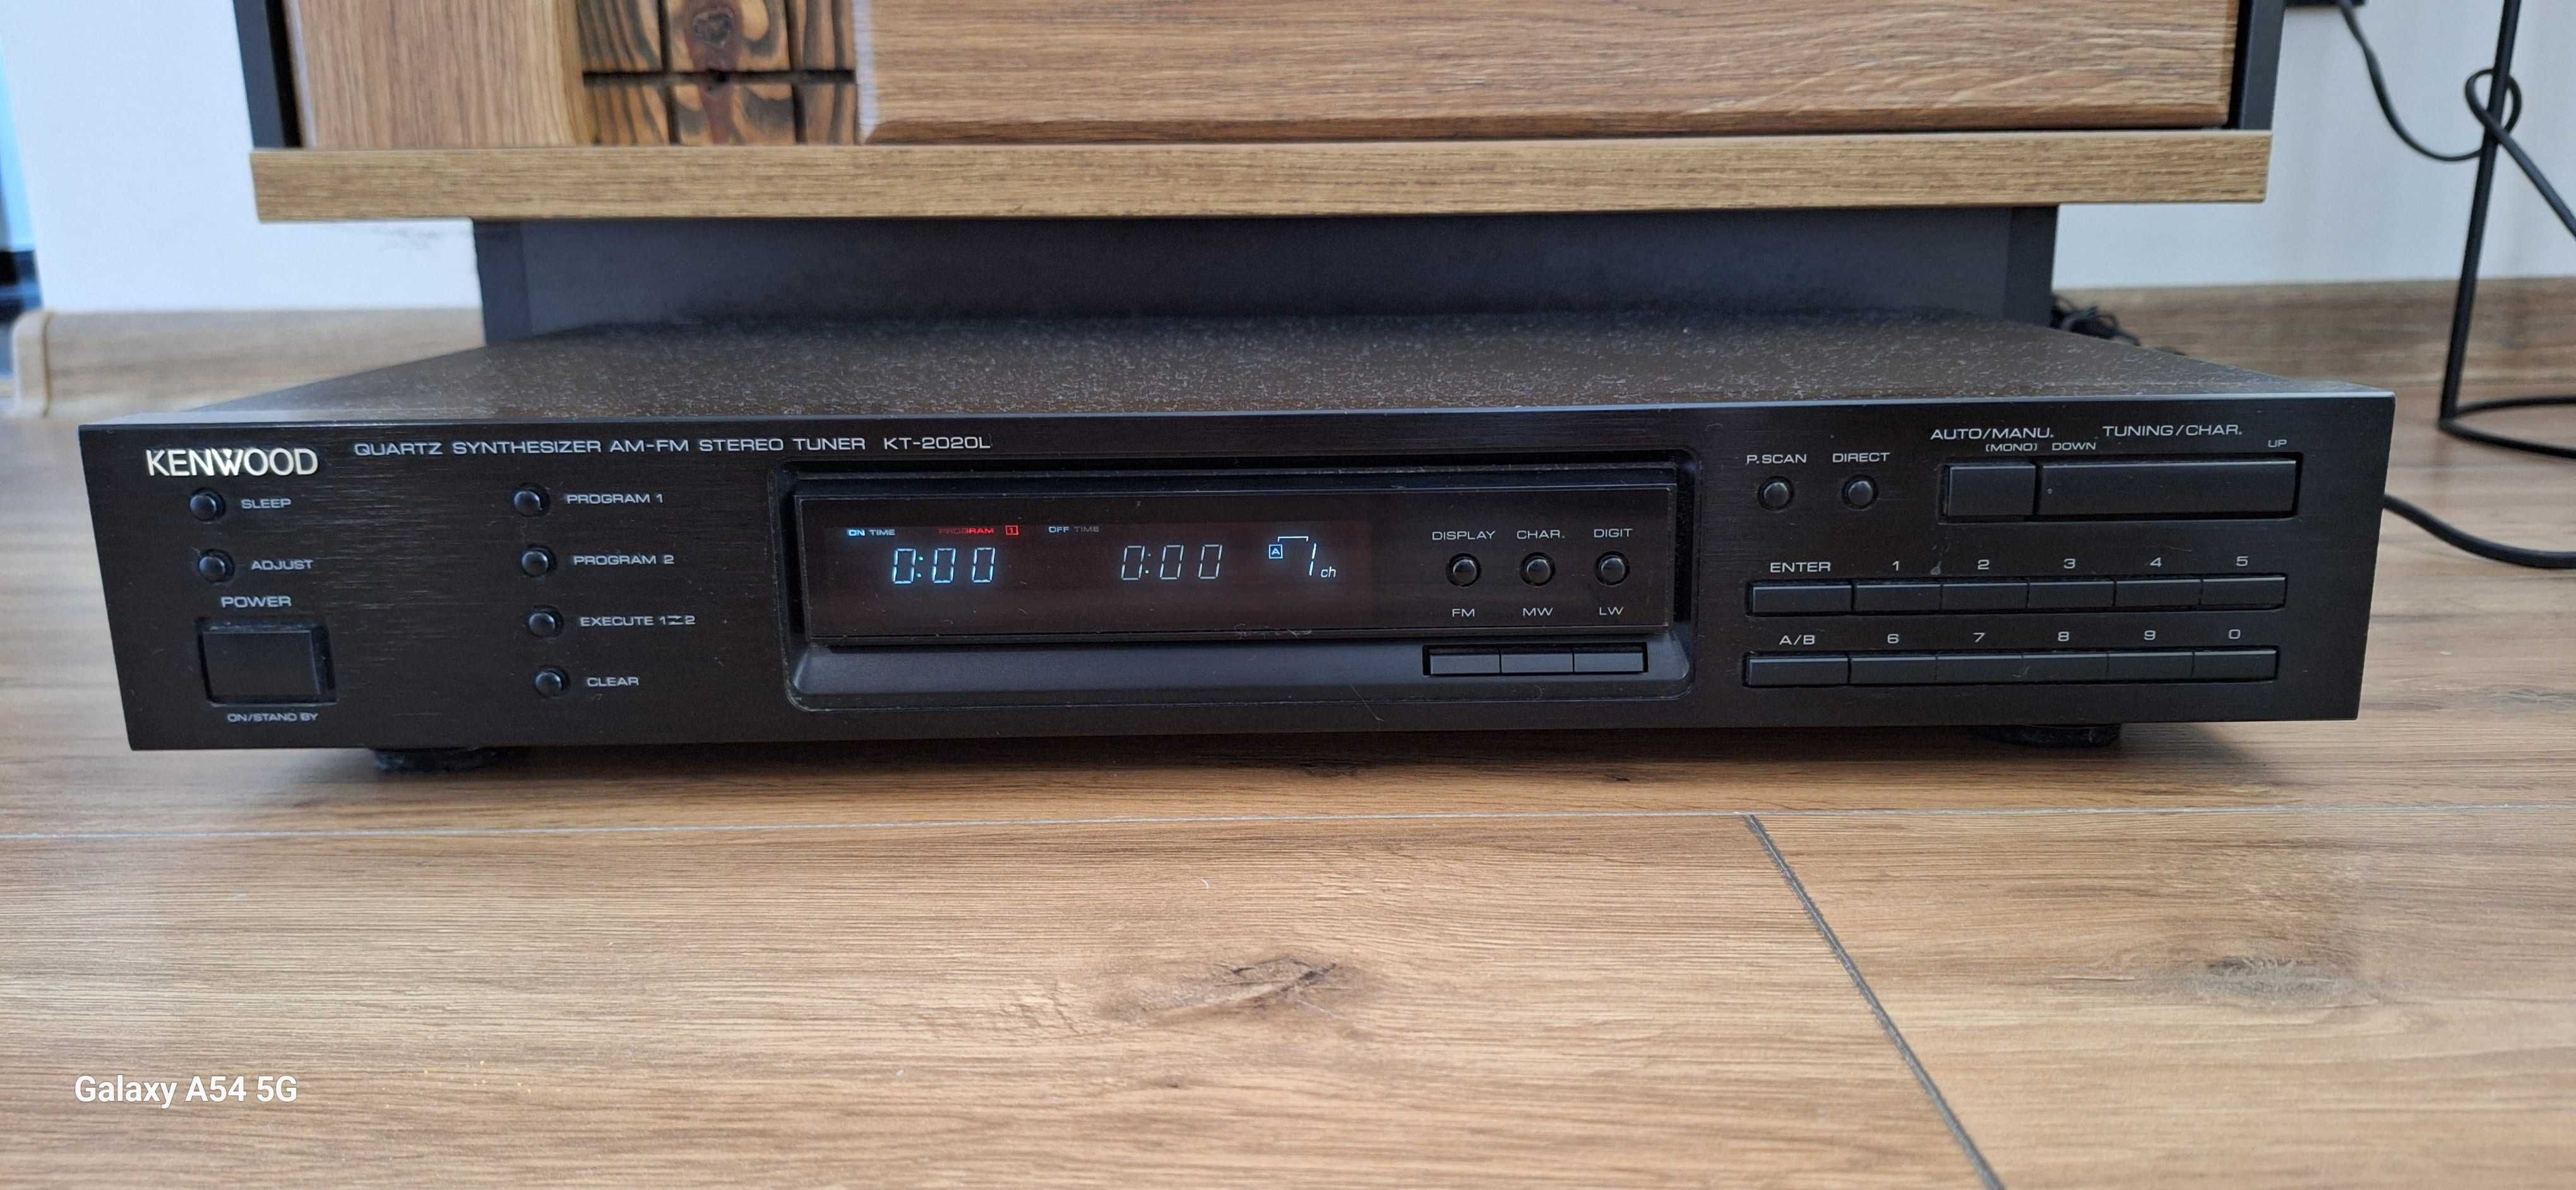 KENWOOD QUARTZ SYNTHESIZER AM-FM STEREO TUNER KT-2020L
SLEEP
ADJUST
POWER
ON/STAND BY
PROGRAM 1
PROGRAM 2
EXECUTE 1⇄2
CLEAR
ON TIME PROGRAM 1 OFF TIME
0:00 0:00 A 1 ch
DISPLAY CHAR. DIGIT
FM MW LW
P.SCAN DIRECT
AUTO/MANU. TUNING/CHAR.
(MONO) DOWN UP
ENTER 1 2 3 4 5
A/B 6 7 8 9 0
Galaxy A54 5G